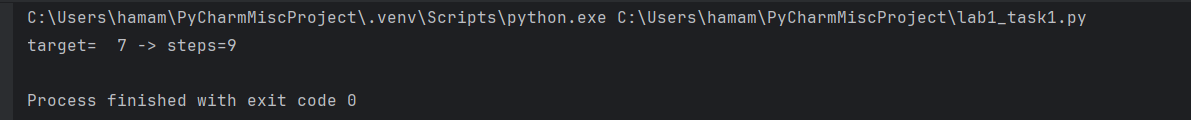 C:\Users\hamam\PyCharmMiscProject\.venv\Scripts\python.exe C:\Users\hamam\PyCharmMiscProject\lab1_task1.py
target=  7 -> steps=9
Process finished with exit code 0